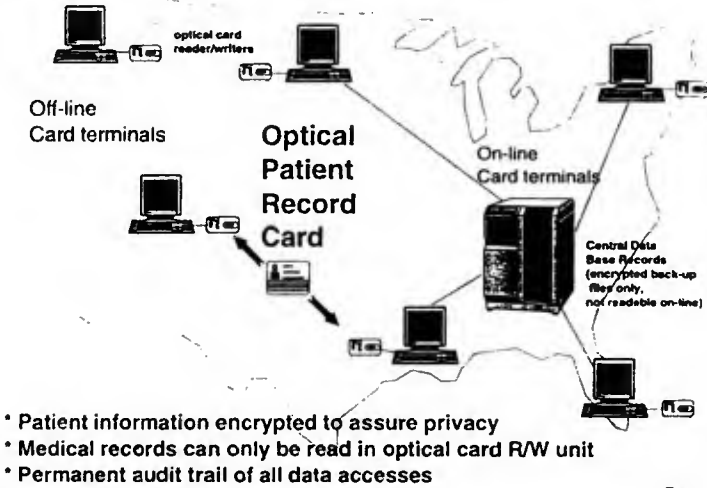 optical card
reader/writers
Off-line
Card terminals
Optical
Patient
Record
Card
On-line
Card terminals
Central Data
Base Records
(encrypted back-up
files only,
not readable on-line)
* Patient information encrypted to assure privacy
* Medical records can only be read in optical card R/W unit
* Permanent audit trail of all data accesses